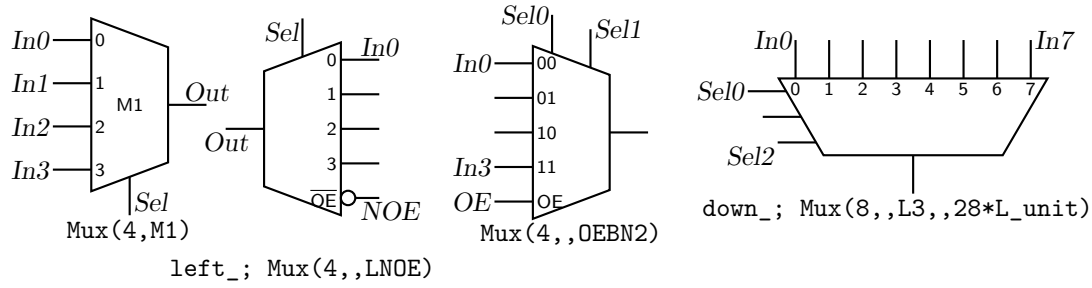 In0
0
In1
1
In2
2
In3
3
M1
Out
Sel
Mux(4,M1)
Sel
In0
0
1
2
3
OE
NOE
Out
left_; Mux(4,,LNOE)
Sel0
Sel1
In0
00
01
10
In3
11
OE
OE
Mux(4,,OEBN2)
In0
In7
Sel0
0 1 2 3 4 5 6 7
Sel2
down_; Mux(8,,L3,,28*L_unit)